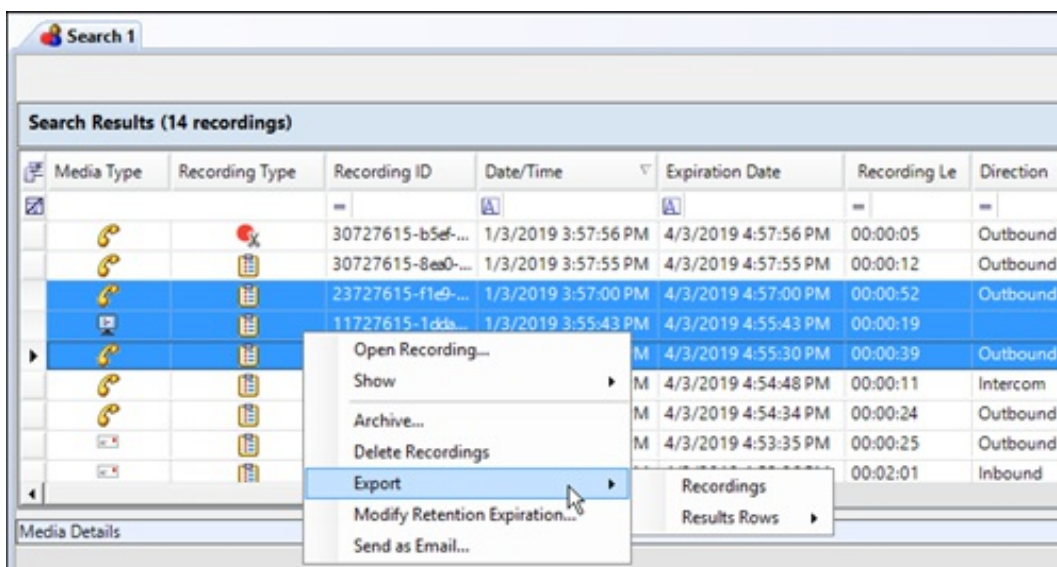 Search 1
Search Results (14 recordings)
Media Type Recording Type Recording ID Date/Time Expiration Date Recording Le Direction
= A A = =
30727615-b5ef-... 1/3/2019 3:57:56 PM 4/3/2019 4:57:56 PM 00:00:05 Outbound
30727615-8ea0-... 1/3/2019 3:57:55 PM 4/3/2019 4:57:55 PM 00:00:12 Outbound
23727615-f1e9-... 1/3/2019 3:57:00 PM 4/3/2019 4:57:00 PM 00:00:52 Outbound
11727615-1dda... 1/3/2019 3:55:43 PM 4/3/2019 4:55:43 PM 00:00:19
Open Recording... M 4/3/2019 4:55:30 PM 00:00:39 Outbound
Show M 4/3/2019 4:54:48 PM 00:00:11 Intercom
Archive... M 4/3/2019 4:54:34 PM 00:00:24 Outbound
Delete Recordings M 4/3/2019 4:53:35 PM 00:00:25 Outbound
00:02:01 Inbound
Export Recordings
Modify Retention Expiration... Results Rows
Media Details
Send as Email...